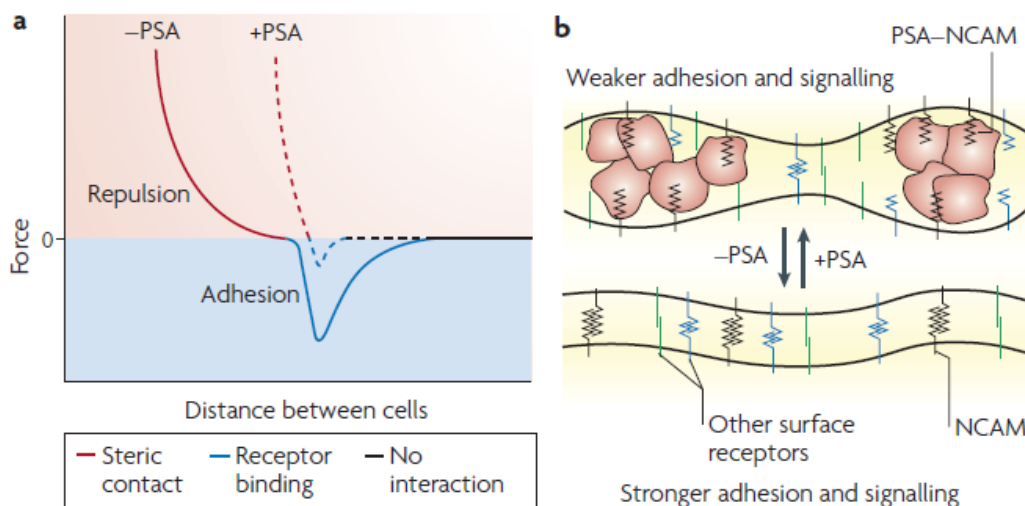 a
–PSA
+PSA
Repulsion
0
Force
Adhesion
Distance between cells
Steric contact
Receptor binding
No interaction
b
PSA–NCAM
Weaker adhesion and signalling
–PSA
+PSA
Other surface
receptors
NCAM
Stronger adhesion and signalling